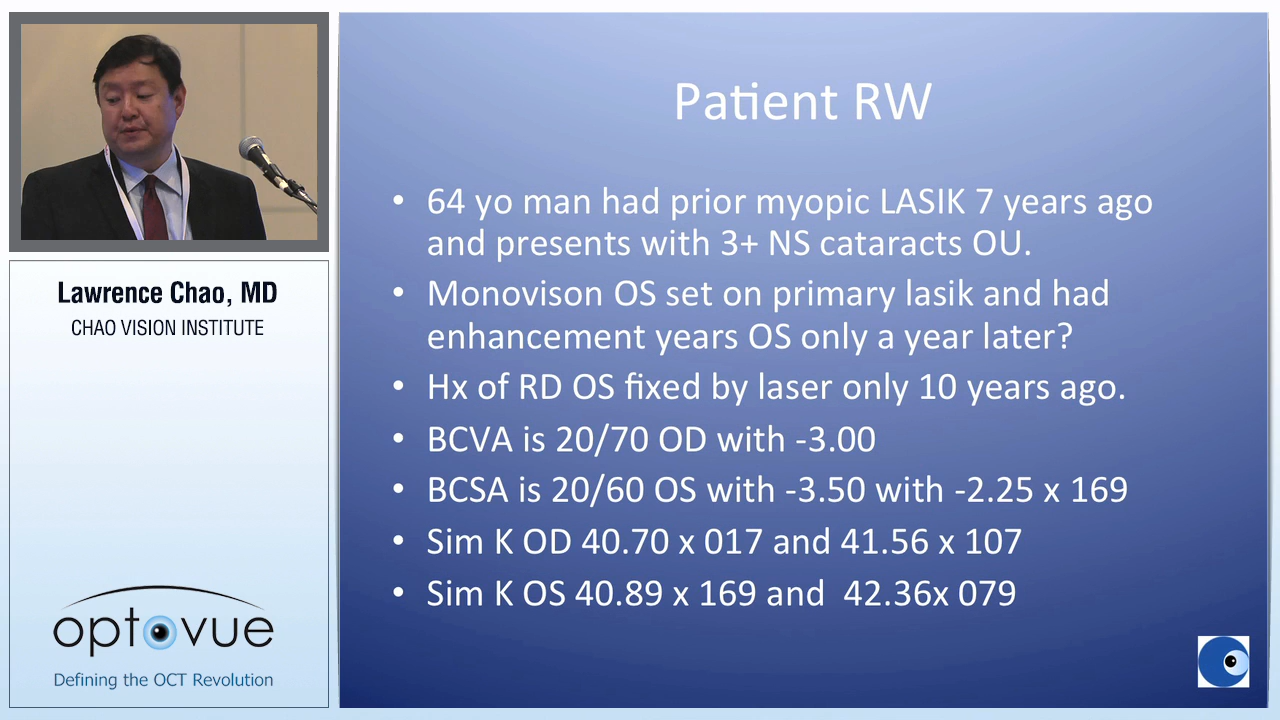 Lawrence Chao, MD
CHAO VISION INSTITUTE
optovue
Defining the OCT Revolution
Patient RW
• 64 yo man had prior myopic LASIK 7 years ago
and presents with 3+ NS cataracts OU.
• Monovison OS set on primary lasik and had
enhancement years OS only a year later?
• Hx of RD OS fixed by laser only 10 years ago.
• BCVA is 20/70 OD with -3.00
• BCSA is 20/60 OS with -3.50 with -2.25 x 169
• Sim K OD 40.70 x 017 and 41.56 x 107
• Sim K OS 40.89 x 169 and  42.36x 079